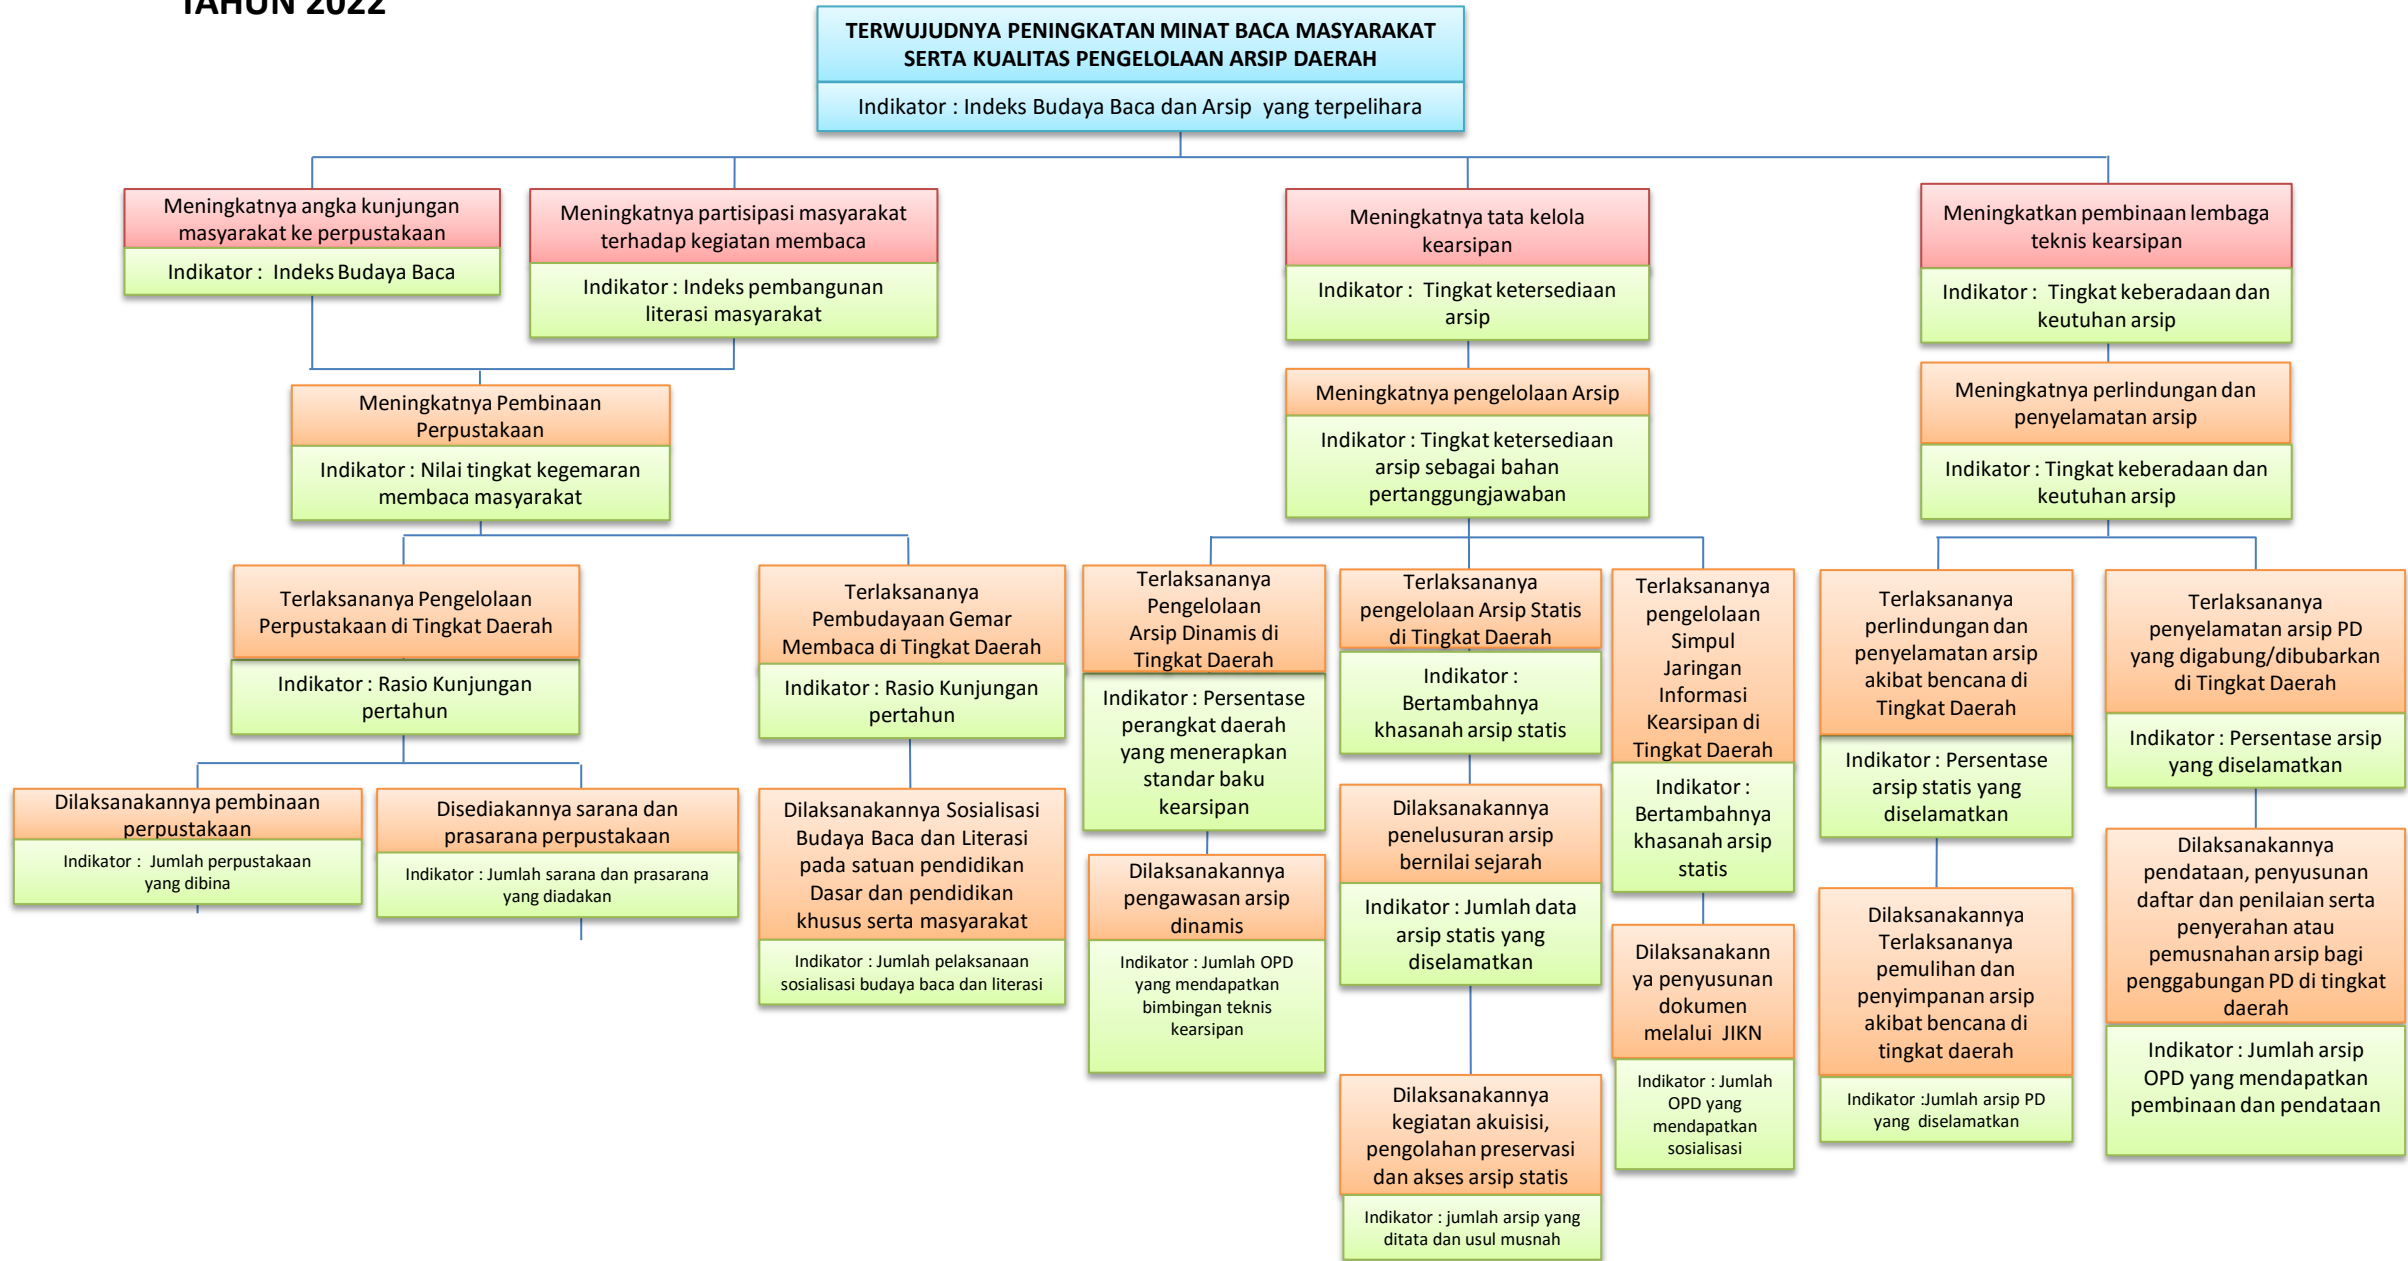 TAHUN 2022
TERWUJUDNYA PENINGKATAN MINAT BACA MASYARAKAT
SERTA KUALITAS PENGELOLAAN ARSIP DAERAH
Indikator : Indeks Budaya Baca dan Arsip yang terpelihara
Meningkatnya angka kunjungan
masyarakat ke perpustakaan
Indikator : Indeks Budaya Baca
Meningkatnya partisipasi masyarakat
terhadap kegiatan membaca
Indikator : Indeks pembangunan
literasi masyarakat
Meningkatnya tata kelola
kearsipan
Indikator : Tingkat ketersediaan
arsip
Meningkatkan pembinaan lembaga
teknis kearsipan
Indikator : Tingkat keberadaan dan
keutuhan arsip
Meningkatnya Pembinaan
Perpustakaan
Indikator : Nilai tingkat kegemaran
membaca masyarakat
Meningkatnya pengelolaan Arsip
Indikator : Tingkat ketersediaan
arsip sebagai bahan
pertanggungjawaban
Meningkatnya perlindungan dan
penyelamatan arsip
Indikator : Tingkat keberadaan dan
keutuhan arsip
Terlaksananya Pengelolaan
Perpustakaan di Tingkat Daerah
Indikator : Rasio Kunjungan
pertahun
Terlaksananya
Pembudayaan Gemar
Membaca di Tingkat Daerah
Indikator : Rasio Kunjungan
pertahun
Terlaksananya
Pengelolaan
Arsip Dinamis di
Tingkat Daerah
Indikator : Persentase
perangkat daerah
yang menerapkan
standar baku
kearsipan
Terlaksananya
pengelolaan Arsip Statis
di Tingkat Daerah
Indikator :
Bertambahnya
khasanah arsip statis
Terlaksananya
pengelolaan
Simpul
Jaringan
Informasi
Kearsipan di
Tingkat Daerah
Indikator :
Bertambahnya
khasanah arsip
statis
Terlaksananya
perlindungan dan
penyelamatan arsip
akibat bencana di
Tingkat Daerah
Indikator : Persentase
arsip statis yang
diselamatkan
Terlaksananya
penyelamatan arsip PD
yang digabung/dibubarkan
di Tingkat Daerah
Indikator : Persentase arsip
yang diselamatkan
Dilaksanakannya pembinaan
perpustakaan
Indikator : Jumlah perpustakaan
yang dibina
Disediakannya sarana dan
prasarana perpustakaan
Indikator : Jumlah sarana dan prasarana
yang diadakan
Dilaksanakannya Sosialisasi
Budaya Baca dan Literasi
pada satuan pendidikan
Dasar dan pendidikan
khusus serta masyarakat
Indikator : Jumlah pelaksanaan
sosialisasi budaya baca dan literasi
Dilaksanakannya
pengawasan arsip
dinamis
Indikator : Jumlah OPD
yang mendapatkan
bimbingan teknis
kearsipan
Dilaksanakannya
penelusuran arsip
bernilai sejarah
Indikator : Jumlah data
arsip statis yang
diselamatkan
Dilaksanakannya
kegiatan akuisisi,
pengolahan preservasi
dan akses arsip statis
Indikator : jumlah arsip yang
ditata dan usul musnah
Dilaksanakann
ya penyusunan
dokumen
melalui JIKN
Indikator : Jumlah
OPD yang
mendapatkan
sosialisasi
Dilaksanakannya
Terlaksananya
pemulihan dan
penyimpanan arsip
akibat bencana di
tingkat daerah
Indikator :Jumlah arsip PD
yang diselamatkan
Dilaksanakannya
pendataan, penyusunan
daftar dan penilaian serta
penyerahan atau
pemusnahan arsip bagi
penggabungan PD di tingkat
daerah
Indikator : Jumlah arsip
OPD yang mendapatkan
pembinaan dan pendataan